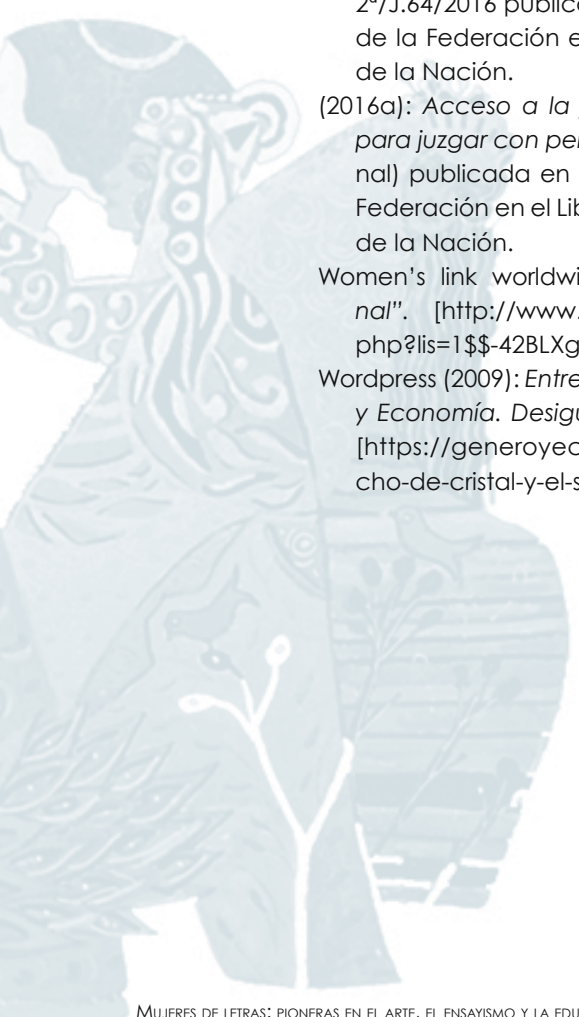 2ª/J.64/2016 public
de la Federación e
de la Nación.
(2016a): Acceso a la
para juzgar con pe
nal) publicada en
Federación en el Lib
de la Nación.
Women's link worldwi
nal”. [http://www.
php?lis=1$$-42BLXg
Wordpress (2009): Entre
y Economía. Desigu
[https://generoyec
cho-de-cristal-y-el-s
Mujeres de letras: pioneras en el arte, el ensayismo y la edu